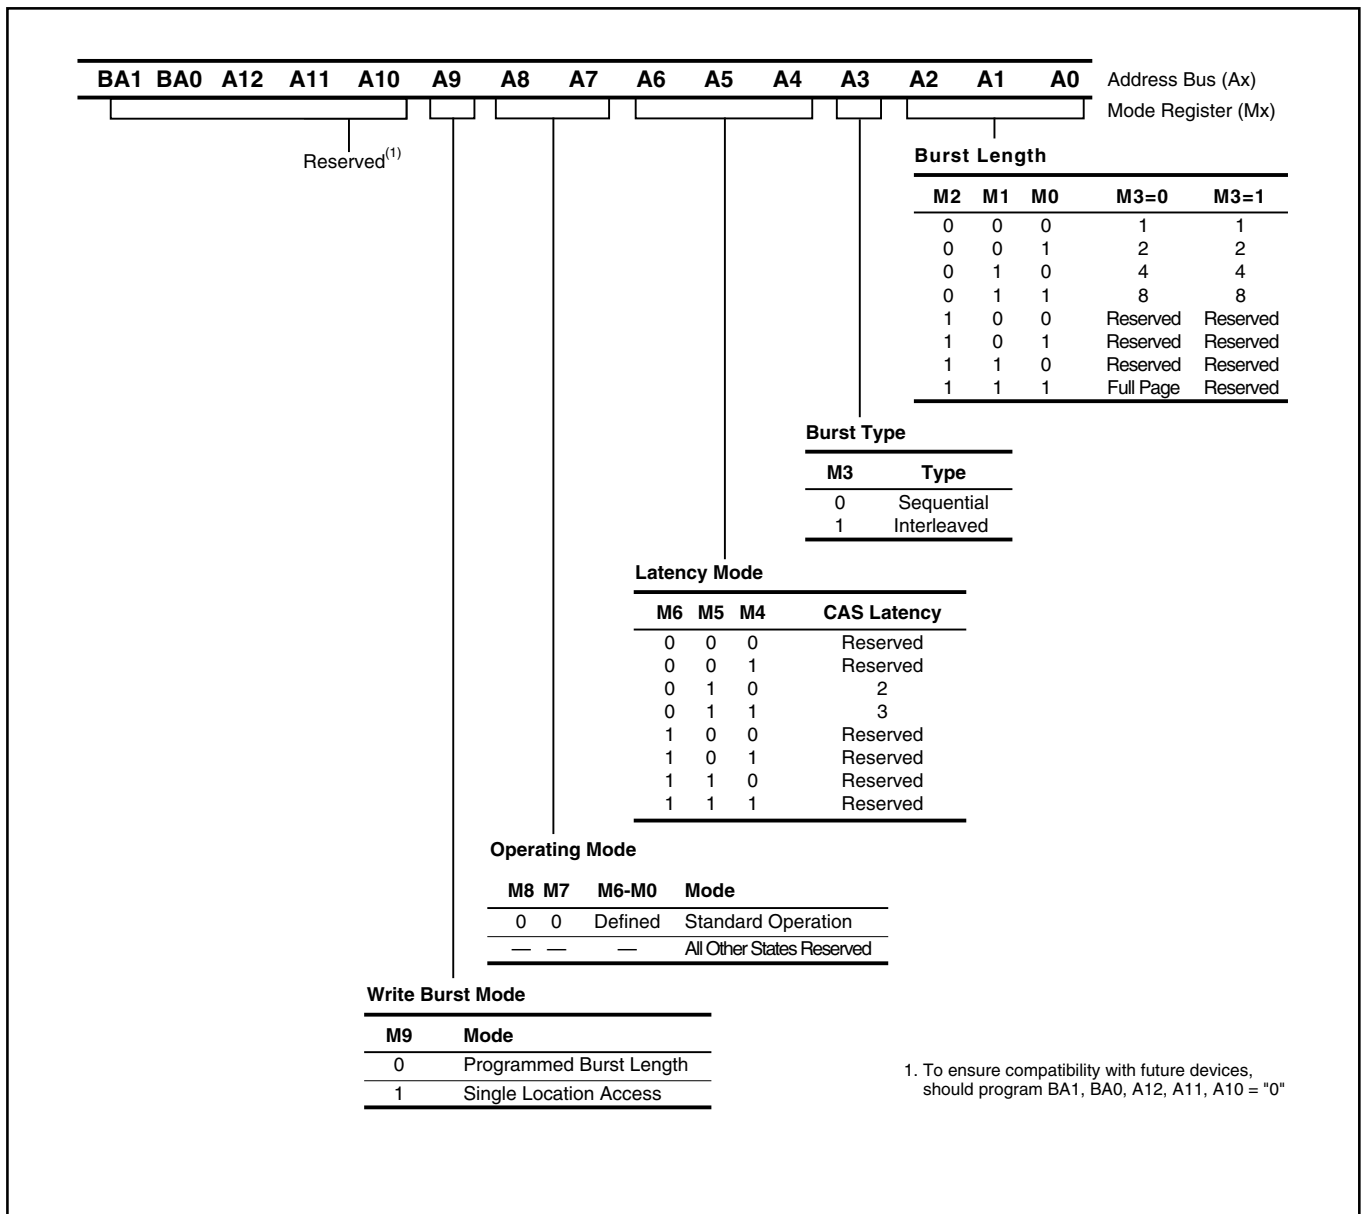 BA1 BA0 A12 A11 A10 A9 A8 A7 A6 A5 A4 A3 A2 A1 A0 Address Bus (Ax)
Mode Register (Mx)
Reserved(1)
Burst Length
M2 M1 M0 M3=0 M3=1
0 0 0 1 1
0 0 1 2 2
0 1 0 4 4
0 1 1 8 8
1 0 0 Reserved Reserved
1 0 1 Reserved Reserved
1 1 0 Reserved Reserved
1 1 1 Full Page Reserved
Burst Type
M3 Type
0 Sequential
1 Interleaved
Latency Mode
M6 M5 M4 CAS Latency
0 0 0 Reserved
0 0 1 Reserved
0 1 0 2
0 1 1 3
1 0 0 Reserved
1 0 1 Reserved
1 1 0 Reserved
1 1 1 Reserved
Operating Mode
M8 M7 M6-M0 Mode
0 0 Defined Standard Operation
— — — All Other States Reserved
Write Burst Mode
M9 Mode
0 Programmed Burst Length
1 Single Location Access
1. To ensure compatibility with future devices,
should program BA1, BA0, A12, A11, A10 = "0"